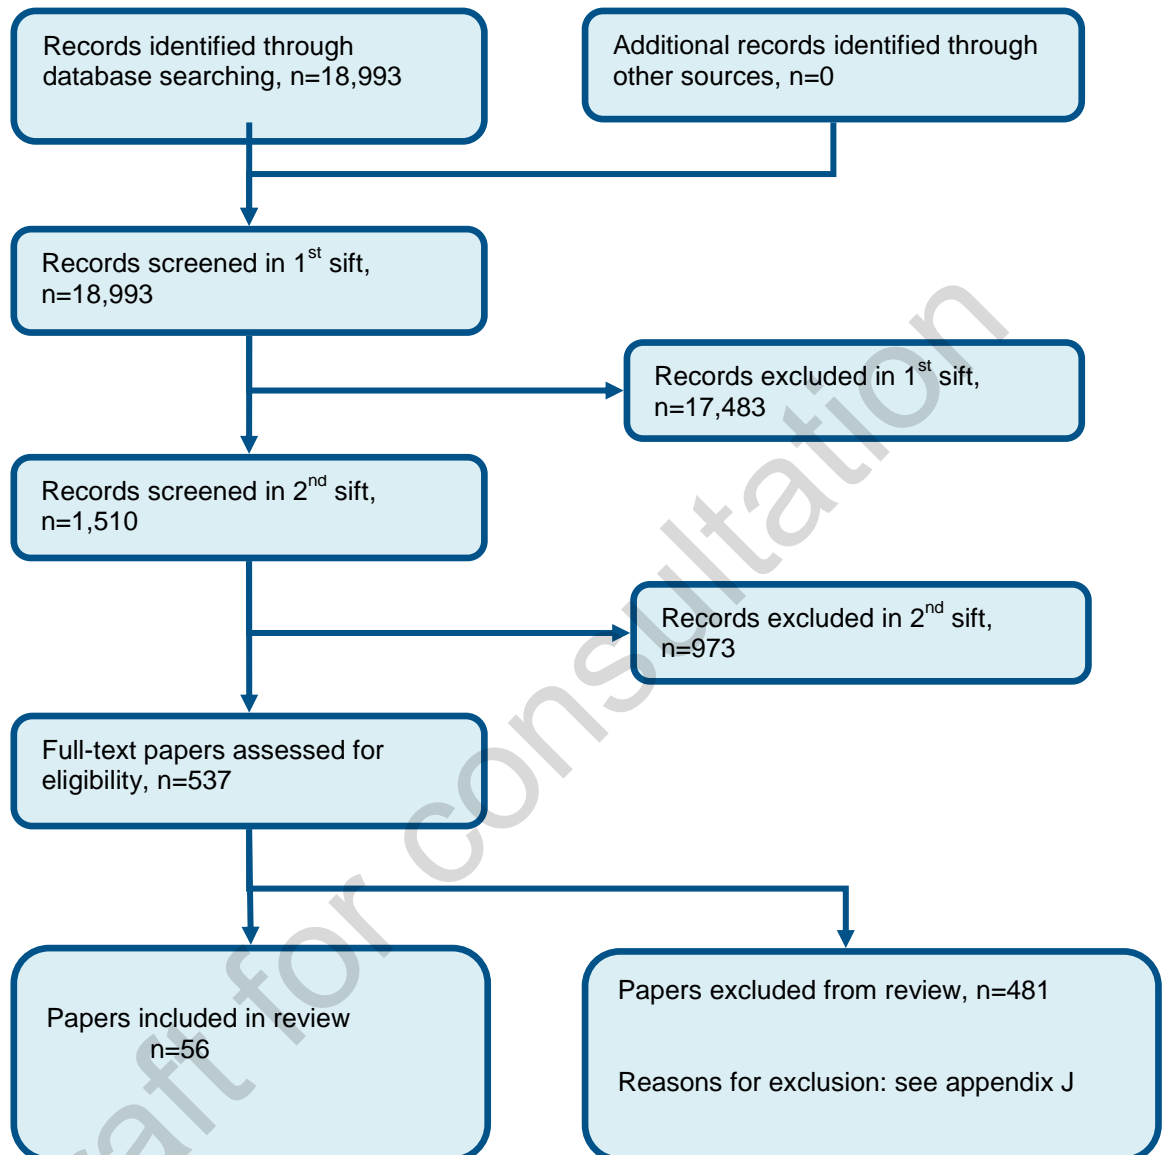 Records identified through
database searching, n=18,993
Additional records identified through
other sources, n=0
Records screened in 1st sift,
n=18,993
Records excluded in 1st sift,
n=17,483
Records screened in 2nd sift,
n=1,510
Records excluded in 2nd sift,
n=973
Full-text papers assessed for
eligibility, n=537
Papers included in review
n=56
Papers excluded from review, n=481
Reasons for exclusion: see appendix J
raft for consultation